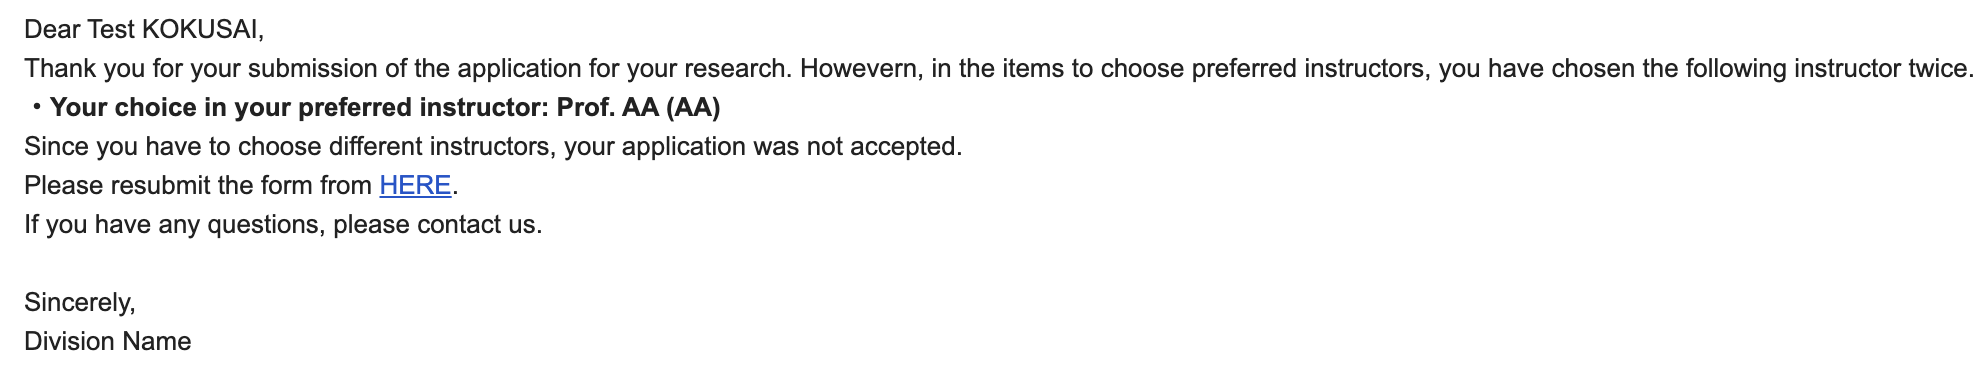 Dear Test KOKUSAI,
Thank you for your submission of the application for your research. Howevern, in the items to choose preferred instructors, you have chosen the following instructor twice.
・Your choice in your preferred instructor: Prof. AA (AA)
Since you have to choose different instructors, your application was not accepted.
Please resubmit the form from HERE.
If you have any questions, please contact us.
Sincerely,
Division Name